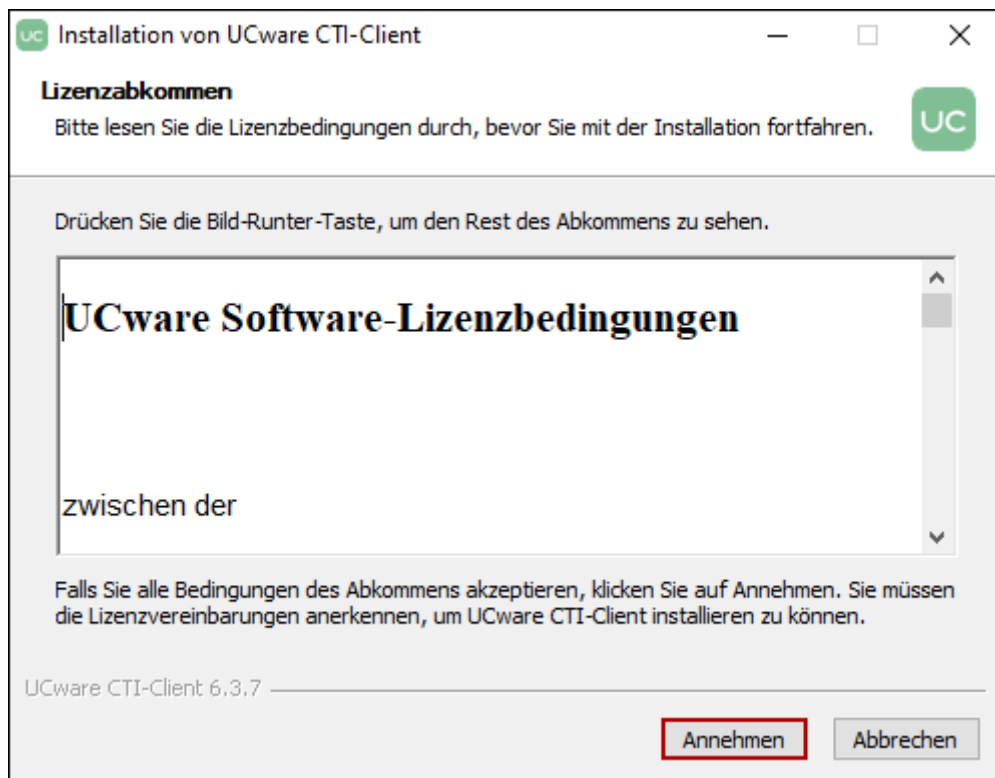 UC Installation von UCware CTI-Client
Lizenzabkommen
Bitte lesen Sie die Lizenzbedingungen durch, bevor Sie mit der Installation fortfahren.
UC
Drücken Sie die Bild-Runter-Taste, um den Rest des Abkommens zu sehen.
UCware Software-Lizenzbedingungen
zwischen der
Falls Sie alle Bedingungen des Abkommens akzeptieren, klicken Sie auf Annehmen. Sie müssen
die Lizenzvereinbarungen anerkennen, um UCware CTI-Client installieren zu können.
UCware CTI-Client 6.3.7
Annehmen Abbrechen